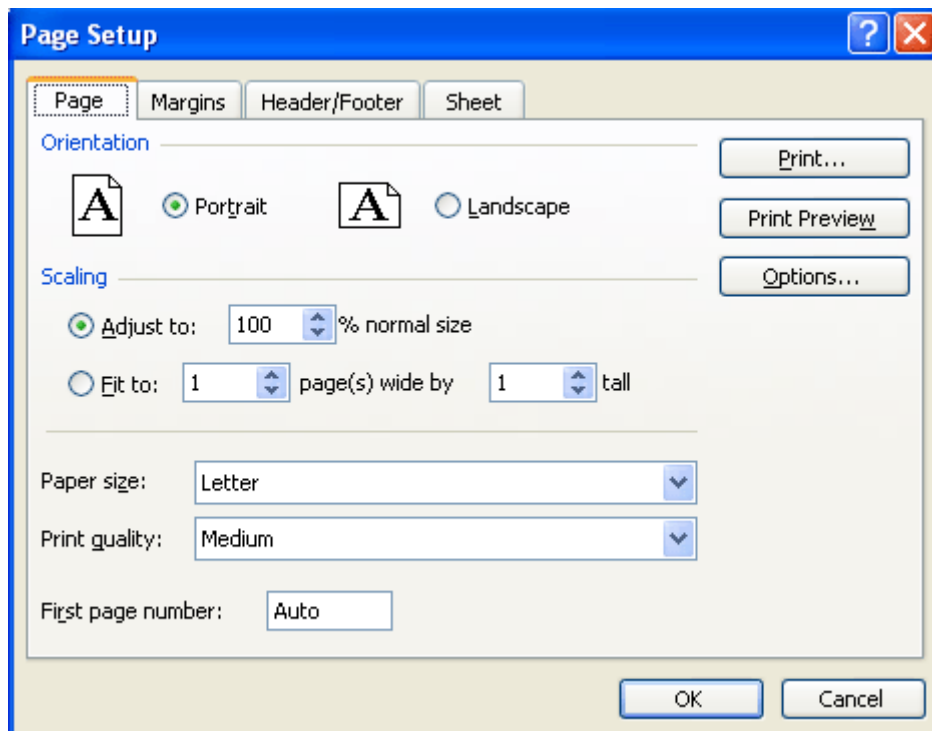 Page Setup
Page Margins Header/Footer Sheet
Orientation
Print...
A Portrait A Landscape
Print Preview
Scaling
Options...
Adjust to: 100 % normal size
Fit to: 1 page(s) wide by 1 tall
Paper size: Letter
Print quality: Medium
First page number: Auto
OK Cancel